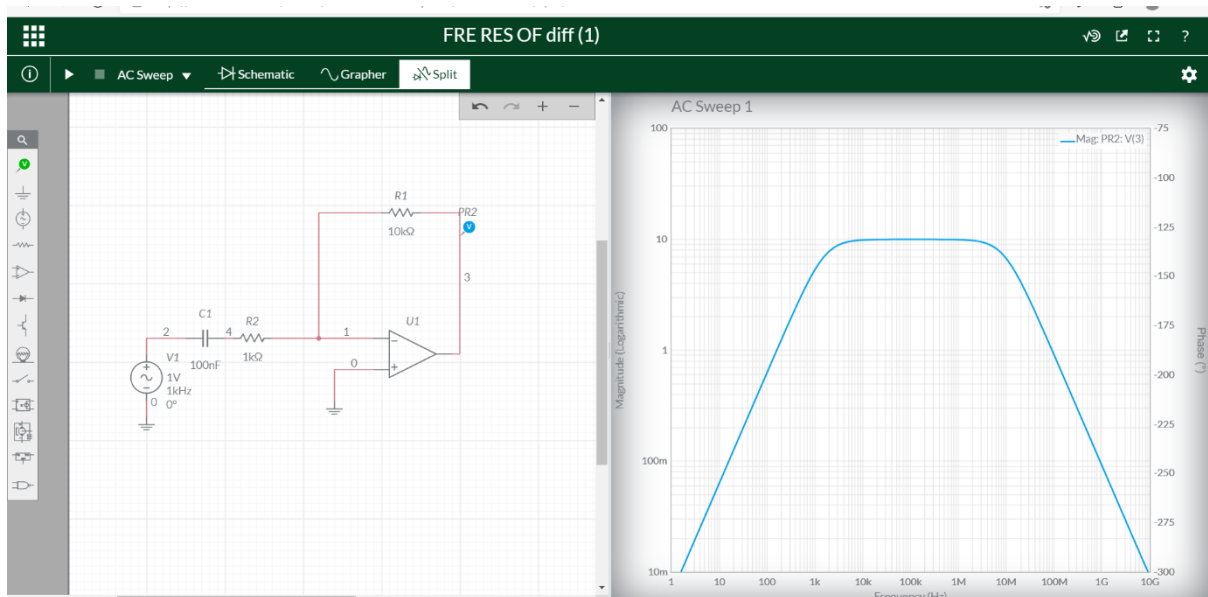 FRE RES OF diff (1)
?
AC Sweep
Schematic
Grapher
Split
AC Sweep 1
R1
10kΩ
PR2
V
3
C1
2
4
R2
1
U1
V1
100nF
1kΩ
0
1V
1kHz
0
0°
Mag: PR2: V(3)
Magnitude (Logarithmic)
100
10
1
100m
10m
1
10
100
1k
10k
100k
1M
10M
100M
1G
10G
Frequency (Hz)
-75
-100
-125
-150
-175
-200
-225
-250
-275
-300
Phase (°)